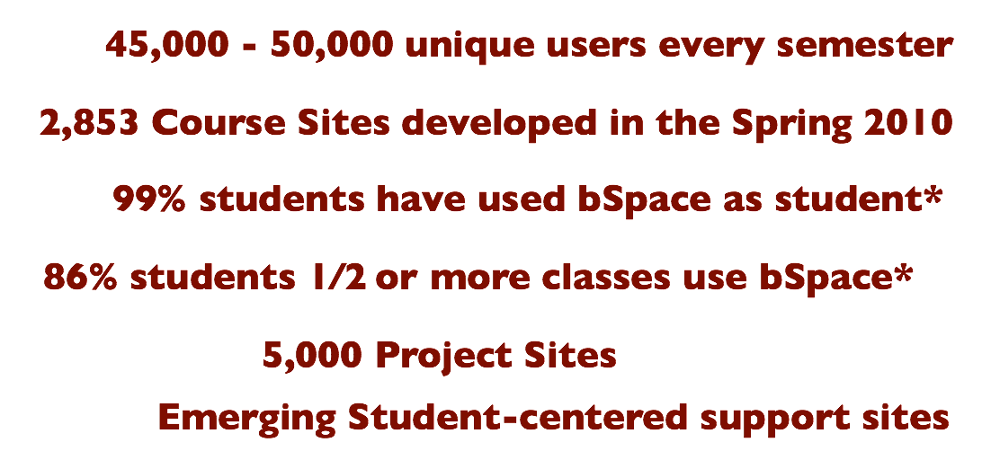 45,000 - 50,000 unique users every semester
2,853 Course Sites developed in the Spring 2010
99% students have used bSpace as student*
86% students 1/2 or more classes use bSpace*
5,000 Project Sites
Emerging Student-centered support sites